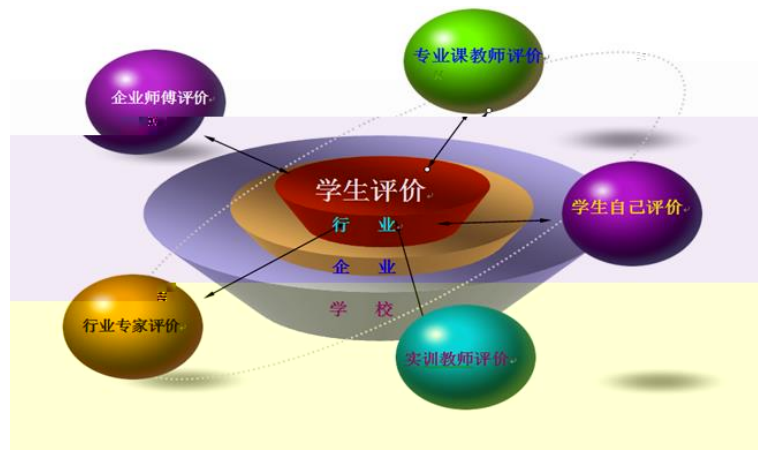 专业课教师评价
企业师傅评价
学生评价
学生自己评价
行 业
企 业
学 校
行业专家评价
实训教师评价